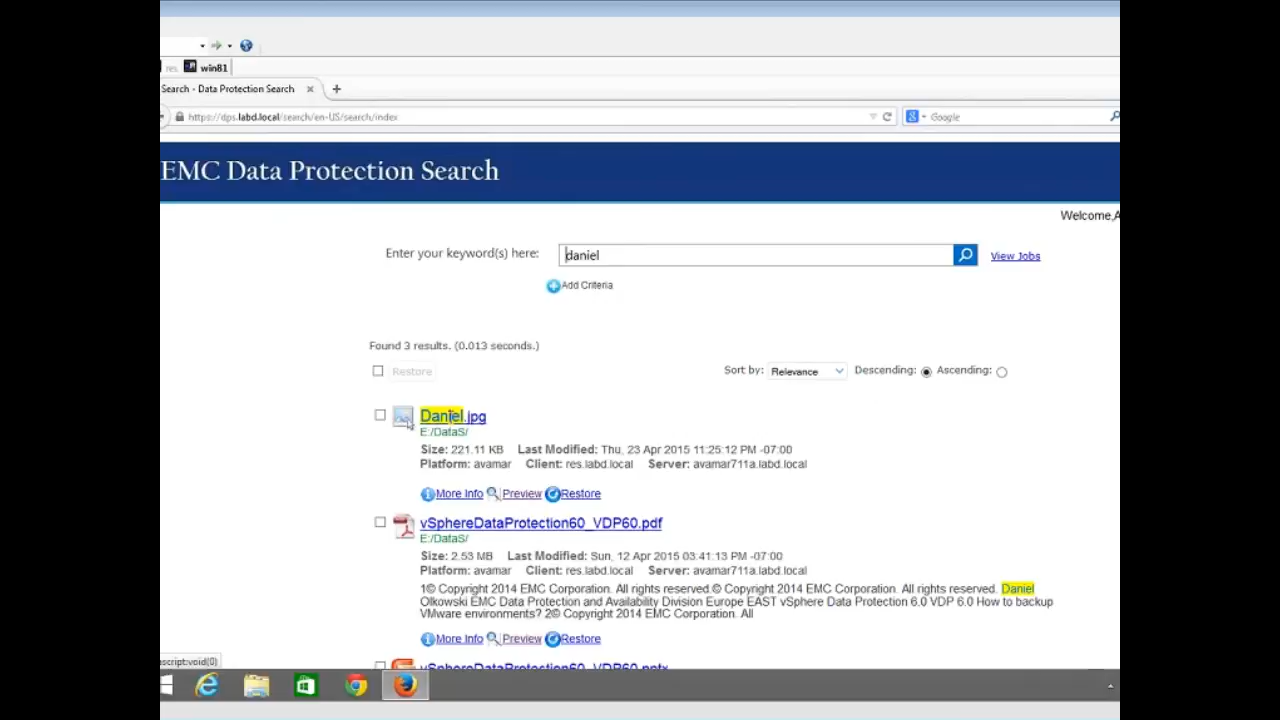 res
win81
Search - Data Protection Search
https://dps.labd.local/search/en-US/search/index
Google
EMC Data Protection Search
Welcome,A
Enter your keyword(s) here:
daniel
View Jobs
Add Criteria
Found 3 results. (0.013 seconds.)
Restore
Sort by:
Relevance
Descending:
Ascending:
Daniel.jpg
E:/DataS/
Size: 221.11 KB Last Modified: Thu, 23 Apr 2015 11:25:12 PM -07:00
Platform: avamar Client: res.labd.local Server: avamar711a.labd.local
More Info Preview Restore
vSphereDataProtection60_VDP60.pdf
E:/DataS/
Size: 2.53 MB Last Modified: Sun, 12 Apr 2015 03:41:13 PM -07:00
Platform: avamar Client: res.labd.local Server: avamar711a.labd.local
1© Copyright 2014 EMC Corporation. All rights reserved.© Copyright 2014 EMC Corporation. All rights reserved. Daniel
Olkowski EMC Data Protection and Availability Division Europe EAST vSphere Data Protection 6.0 VDP 6.0 How to backup
VMware environments? 2© Copyright 2014 EMC Corporation. All
More Info Preview Restore
vSphereDataProtection60_VDP60.pptx
ascript:void(0)